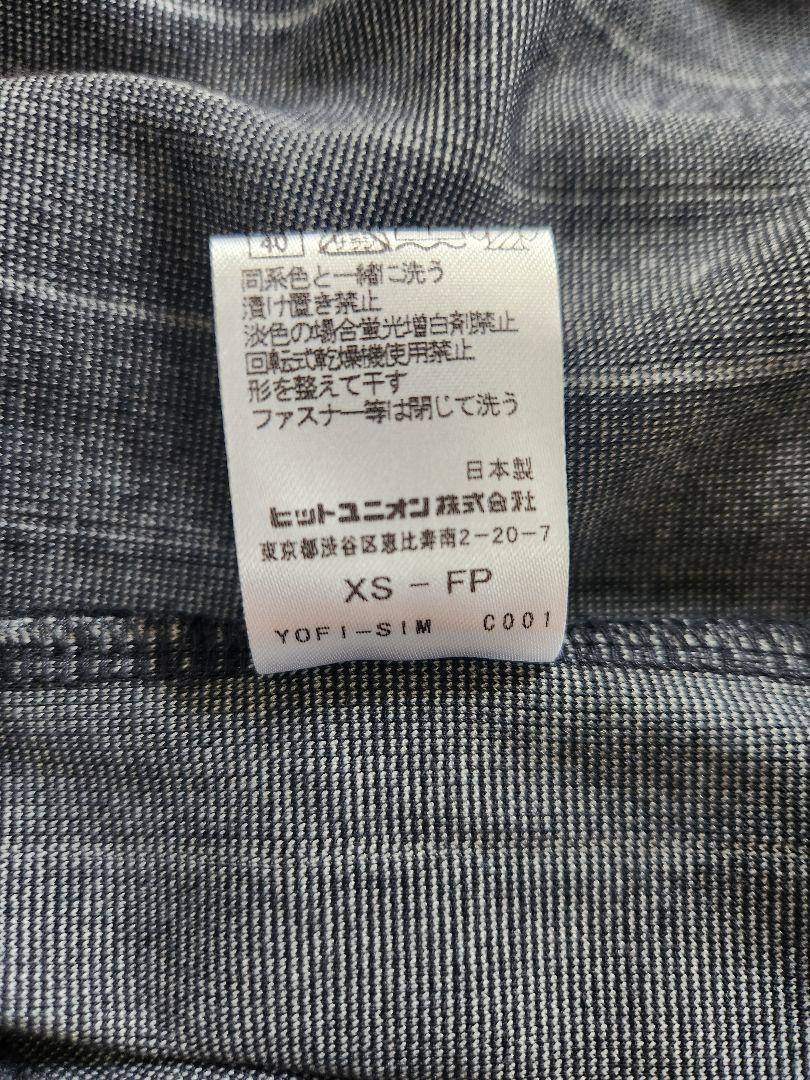 40
同系色と一緒に洗う
漬け置き禁止
淡色の場合蛍光増白剤禁止
回転式乾燥機使用禁止
形を整えて干す
ファスナー等は閉じて洗う
日本製
ヒットユニオン株式会社
東京都渋谷区恵比寿南2-20-7
XS-FP
YOFI-SIM C001